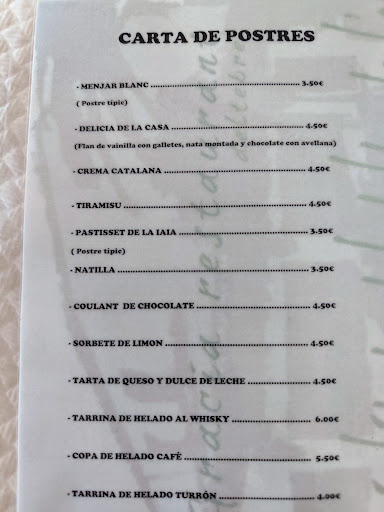 CARTA DE POSTRES
- MENJAR BLANC 3.50€
( Postre típic)
- DELICIA DE LA CASA 4.50€
(Flan de vainilla con galletes, nata montada y chocolate con avellana)
- CREMA CATALANA 4.50€
- TIRAMISU 4.50€
- PASTISSET DE LA IAIA 3.50€
( Postre típic)
- NATILLA 3.50€
- COULANT DE CHOCOLATE 4.50€
- SORBETE DE LIMON 4.50€
- TARTA DE QUESO Y DULCE DE LECHE 4.50€
- TARRINA DE HELADO AL WHISKY 6.00€
- COPA DE HELADO CAFÉ 5.50€
- TARRINA DE HELADO TURRÓN 4.00€